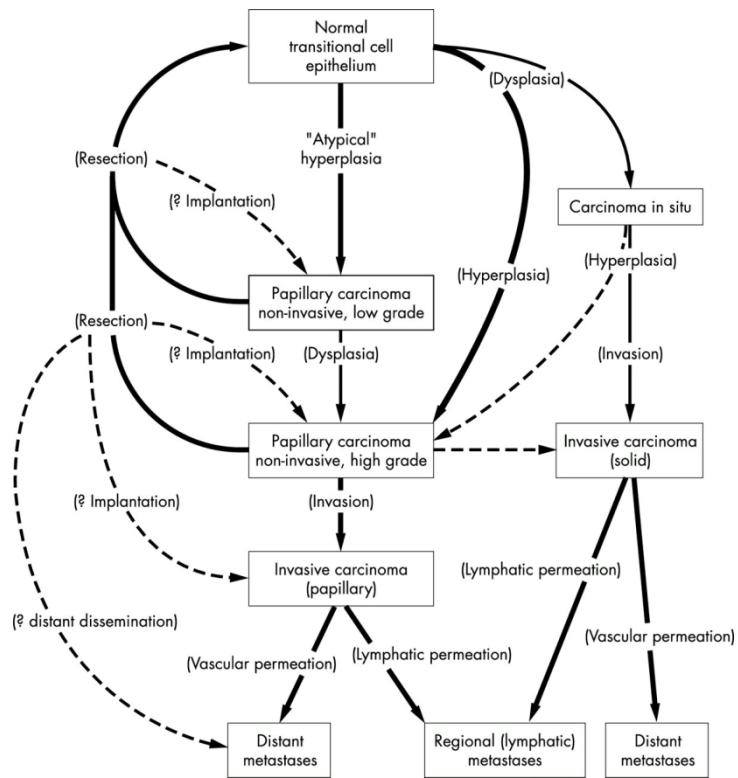 Normal
transitional cell
epithelium
(Dysplasia)
"Atypical"
hyperplasia
(Resection)
(? Implantation)
Carcinoma in situ
(Hyperplasia)
(Hyperplasia)
Papillary carcinoma
non-invasive, low grade
(Resection)
(? Implantation)
(Dysplasia)
(Invasion)
Papillary carcinoma
non-invasive, high grade
Invasive carcinoma
(solid)
(? Implantation)
(Invasion)
Invasive carcinoma
(papillary)
(Lymphatic permeation)
(? distant dissemination)
(Vascular permeation)
(Vascular permeation)
(Lymphatic permeation)
Distant
metastases
Regional (lymphatic)
metastases
Distant
metastases